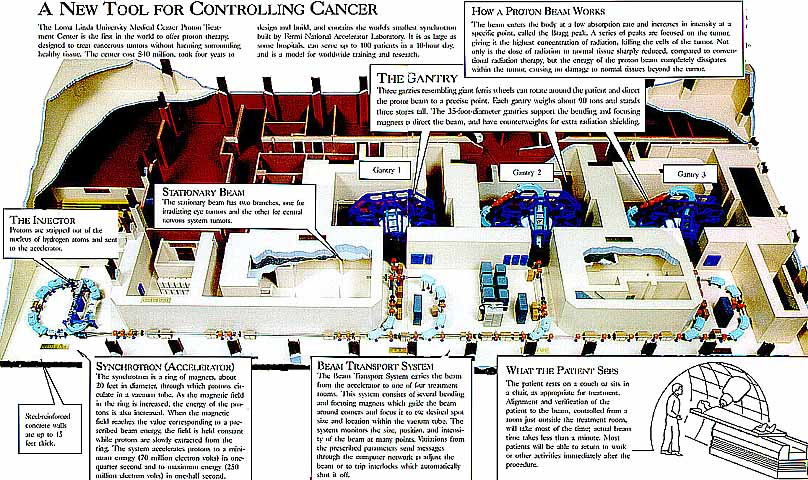 A NEW TOOL FOR CONTROLLING CANCER
The Loma Linda University Medical Center Proton Treat-
ment Center is the first in the world to offer proton therapy,
designed to treat cancerous tumors without harming surrounding
healthy tissue. The center cost $40 million, took four years to
design and build, and contains the world's smallest synchrotron
built by Fermi National Accelerator Laboratory. It is as large as
some hospitals, can serve up to 100 patients in a 10-hour day,
and is a model for worldwide training and research.
HOW A PROTON BEAM WORKS
The beam enters the body at a low absorption rate and increases in intensity at a
specific point, called the Bragg peak. A series of peaks are focused on the tumor,
giving it the highest concentration of radiation, killing the cells of the tumor. Not
only is the dose of radiation to normal tissue sharply reduced, compared to conven-
tional radiation therapy, but the energy of the proton beam completely dissipates
within the tumor, causing no damage to normal tissues beyond the tumor.
THE GANTRY
Three gantries resembling giant ferris wheels can rotate around the patient and direct
the proton beam to a precise point. Each gantry weighs about 90 tons and stands
three stores tall. The 35-foot-diameter gantries support the bending and focusing
magnets to direct the beam, and have counterweights for extra radiation shielding.
Gantry 1
Gantry 2
Gantry 3
STATIONARY BEAM
The stationary beam has two branches, one for
irradiating eye tumors and the other for central
nervous system tumors.
THE INJECTOR
Protons are stripped out of the
nucleus of hydrogen atoms and sent
to the accelerator.
Steel-reinforced
concrete walls
are up to 15
feet thick.
SYNCHROTRON (ACCELERATOR)
The synchrotron is a ring of magnets, about
20 feet in diameter, through which protons cir-
culate in a vacuum tube. As the magnetic field
in the ring is increased, the energy of the pro-
tons is also increased. When the magnetic
field reaches the value corresponding to a pre-
scribed beam energy, the field is held constant
while protons are slowly extracted from the
ring. The system accelerates protons to a mini-
mum energy (70 million electron volts) in one-
quarter second and to maximum energy (250
million electron volts) in one-half second.
BEAM TRANSPORT SYSTEM
The Beam Transport System carries the beam
from the accelerator to one of four treatment
rooms. This system consists of several bending
and focusing magnets which guide the beam
around corners and focus it to the desired spot
size and location within the vacuum tube. The
system monitors the size, position, and intensi-
ty of the beam at many points. Variations from
the prescribed parameters send messages
through the computer network to adjust the
beam or to trip interlocks which automatically
shut it off.
WHAT THE PATIENT SEES
The patient rests on a couch or sits in
a chair, as appropriate for treatment.
Alignment and verification of the
patient to the beam, controlled from a
room just outside the treatment room,
will take most of the time; actual beam
time takes less than a minute. Most
patients will be able to return to work
or other activities immediately after the
procedure.